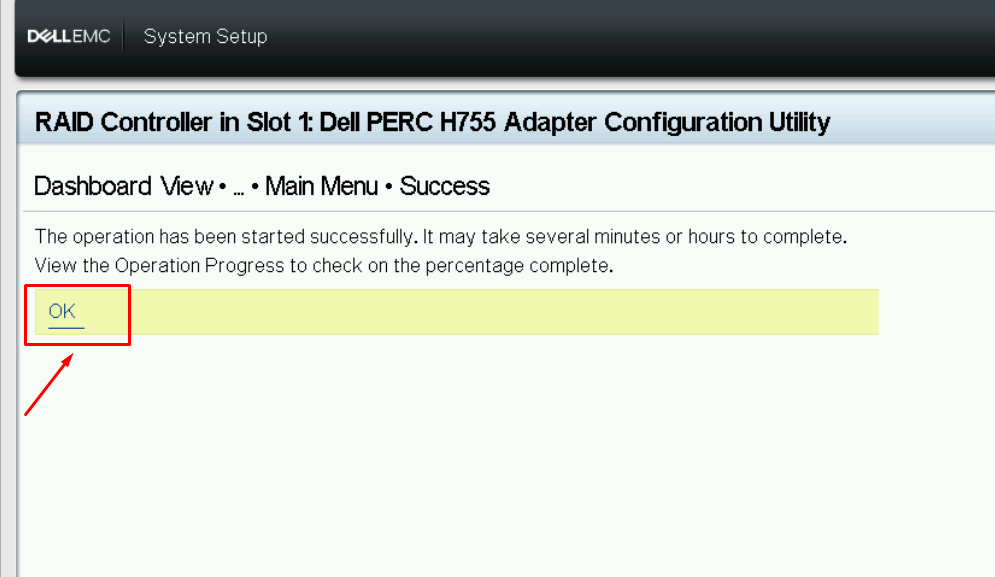 DELLEMC System Setup
RAID Controller in Slot 1: Dell PERC H755 Adapter Configuration Utility
Dashboard View • ... • Main Menu • Success
The operation has been started successfully. It may take several minutes or hours to complete.
View the Operation Progress to check on the percentage complete.
OK